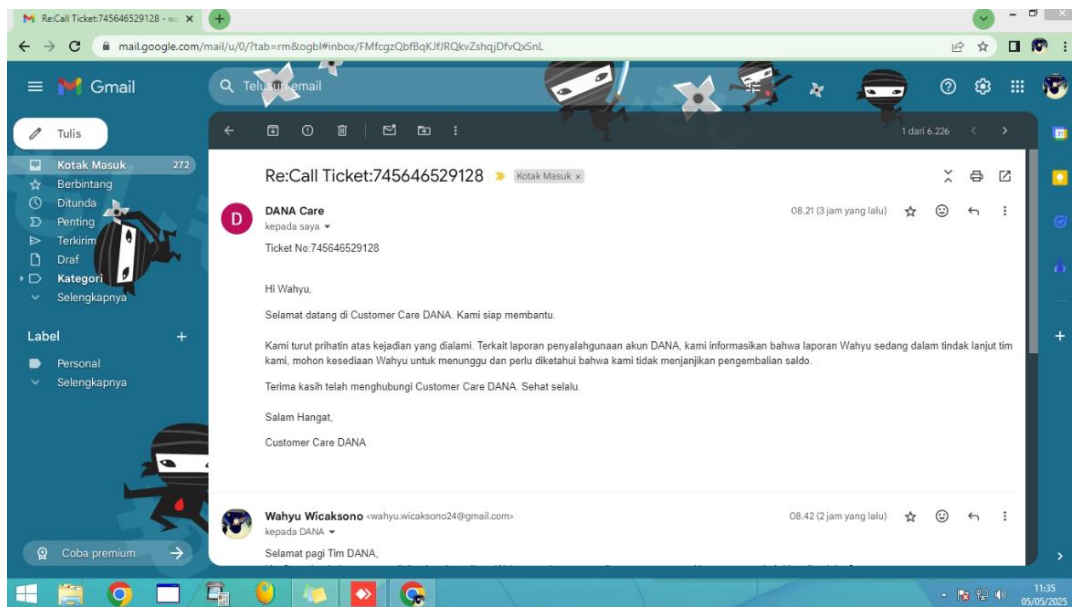 Re:Call Ticket:745646529128 - wa
mail.google.com/mail/u/0/?tab=rm&ogbl#inbox/FMfcgzQbfBqKJfJRQkvZshqjDfvQxSnL
Gmail
Telusuri email
Tulis
1 dari 6.226
Kotak Masuk 272
Berbintang
Ditunda
Penting
Terkirim
Draf
Kategori
Selengkapnya
Label
Personal
Selengkapnya
Coba premium
Re:Call Ticket:745646529128 Kotak Masuk x
DANA Care 08.21 (3 jam yang lalu)
kepada saya
Ticket No:745646529128
Hi Wahyu,
Selamat datang di Customer Care DANA. Kami siap membantu.
Kami turut prihatin atas kejadian yang dialami. Terkait laporan penyalahgunaan akun DANA, kami informasikan bahwa laporan Wahyu sedang dalam tindak lanjut tim
kami, mohon kesediaan Wahyu untuk menunggu dan perlu diketahui bahwa kami tidak menjanjikan pengembalian saldo.
Terima kasih telah menghubungi Customer Care DANA. Sehat selalu.
Salam Hangat,
Customer Care DANA
Wahyu Wicaksono <wahyu.wicaksono24@gmail.com> 08.42 (2 jam yang lalu)
kepada DANA
Selamat pagi Tim DANA,
11:35
05/05/2025